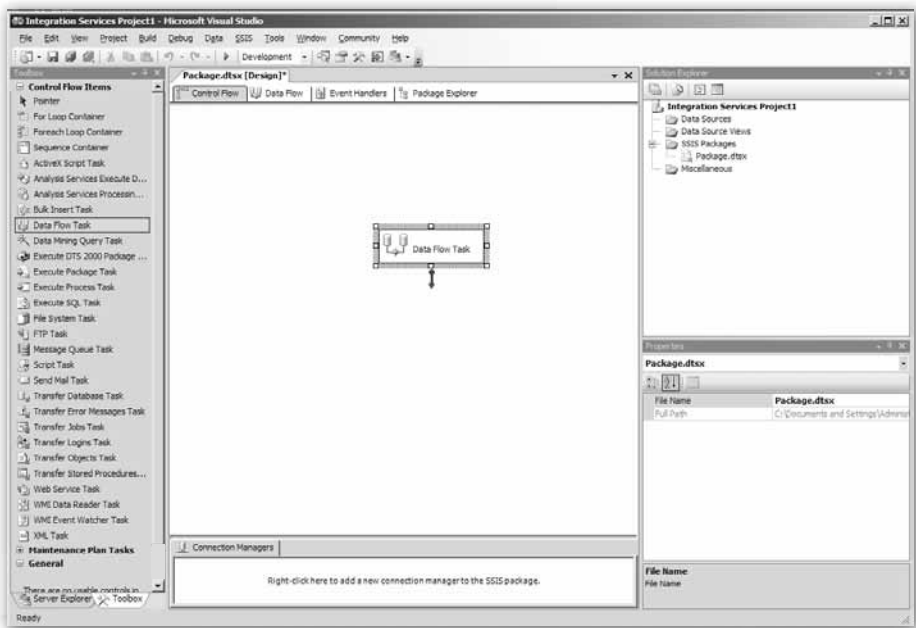 Integration Services Project1 - Microsoft Visual Studio
File Edit View Project Build Debug Data SSIS Tools Window Community Help
Development
Toolbox
Control Flow Items
Pointer
For Loop Container
Foreach Loop Container
Sequence Container
ActiveX Script Task
Analysis Services Execute D...
Analysis Services Processin...
Bulk Insert Task
Data Flow Task
Data Mining Query Task
Execute DTS 2000 Package ...
Execute Package Task
Execute Process Task
Execute SQL Task
File System Task
FTP Task
Message Queue Task
Script Task
Send Mail Task
Transfer Database Task
Transfer Error Messages Task
Transfer Jobs Task
Transfer Logins Task
Transfer Objects Task
Transfer Stored Procedures...
Web Service Task
WMI Data Reader Task
WMI Event Watcher Task
XML Task
Maintenance Plan Tasks
General
There are no usable controls in
Server Explorer Toolbox
Package.dtsx [Design]*
Control Flow Data Flow Event Handlers Package Explorer
Data Flow Task
Connection Managers
Right-click here to add a new connection manager to the SSIS package.
Solution Explorer
Integration Services Project1
Data Sources
Data Source Views
SSIS Packages
Package.dtsx
Miscellaneous
Properties
Package.dtsx
File Name Package.dtsx
Full Path C:\Documents and Settings\Administ
File Name
File Name
Ready